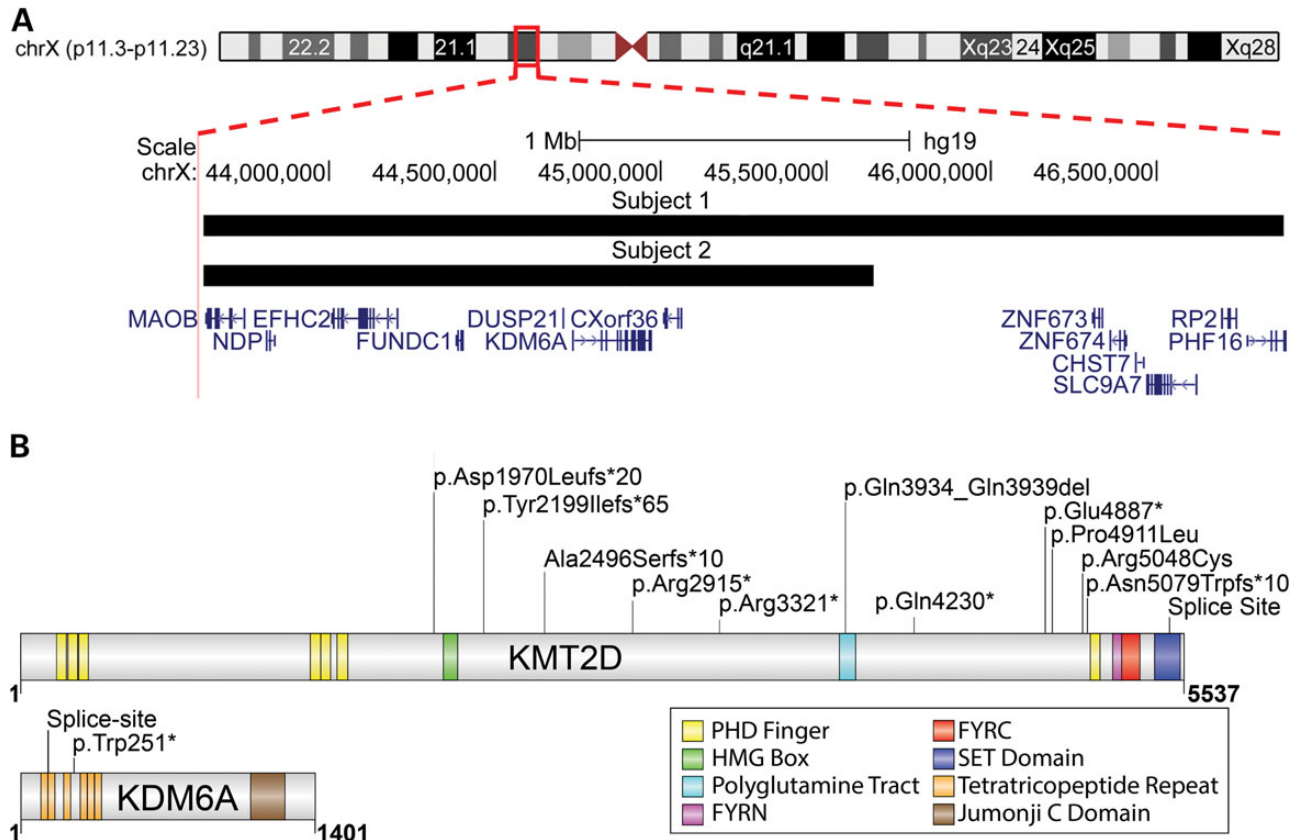 A
chrX (p11.3-p11.23) 22.2 21.1 q21.1 Xq23 24 Xq25 Xq28
Scale 1 Mb hg19
chrX: 44,000,000 44,500,000 45,000,000 45,500,000 46,000,000 46,500,000
Subject 1
Subject 2
MAOB EFHC2 DUSP21 CXorf36 ZNF673 RP2
NDP FUNDC1 KDM6A ZNF674 PHF16
CHST7
SLC9A7
B
p.Asp1970Leufs*20 p.Gln3934_Gln3939del
p.Tyr2199Ilefs*65 p.Glu4887*
p.Pro4911Leu
Ala2496Serfs*10 p.Arg5048Cys
p.Arg2915* p.Asn5079Trpfs*10
p.Arg3321* p.Gln4230* Splice Site
KMT2D
1 5537
Splice-site
p.Trp251*
KDM6A
1 1401
PHD Finger FYRC
HMG Box SET Domain
Polyglutamine Tract Tetratricopeptide Repeat
FYRN Jumonji C Domain